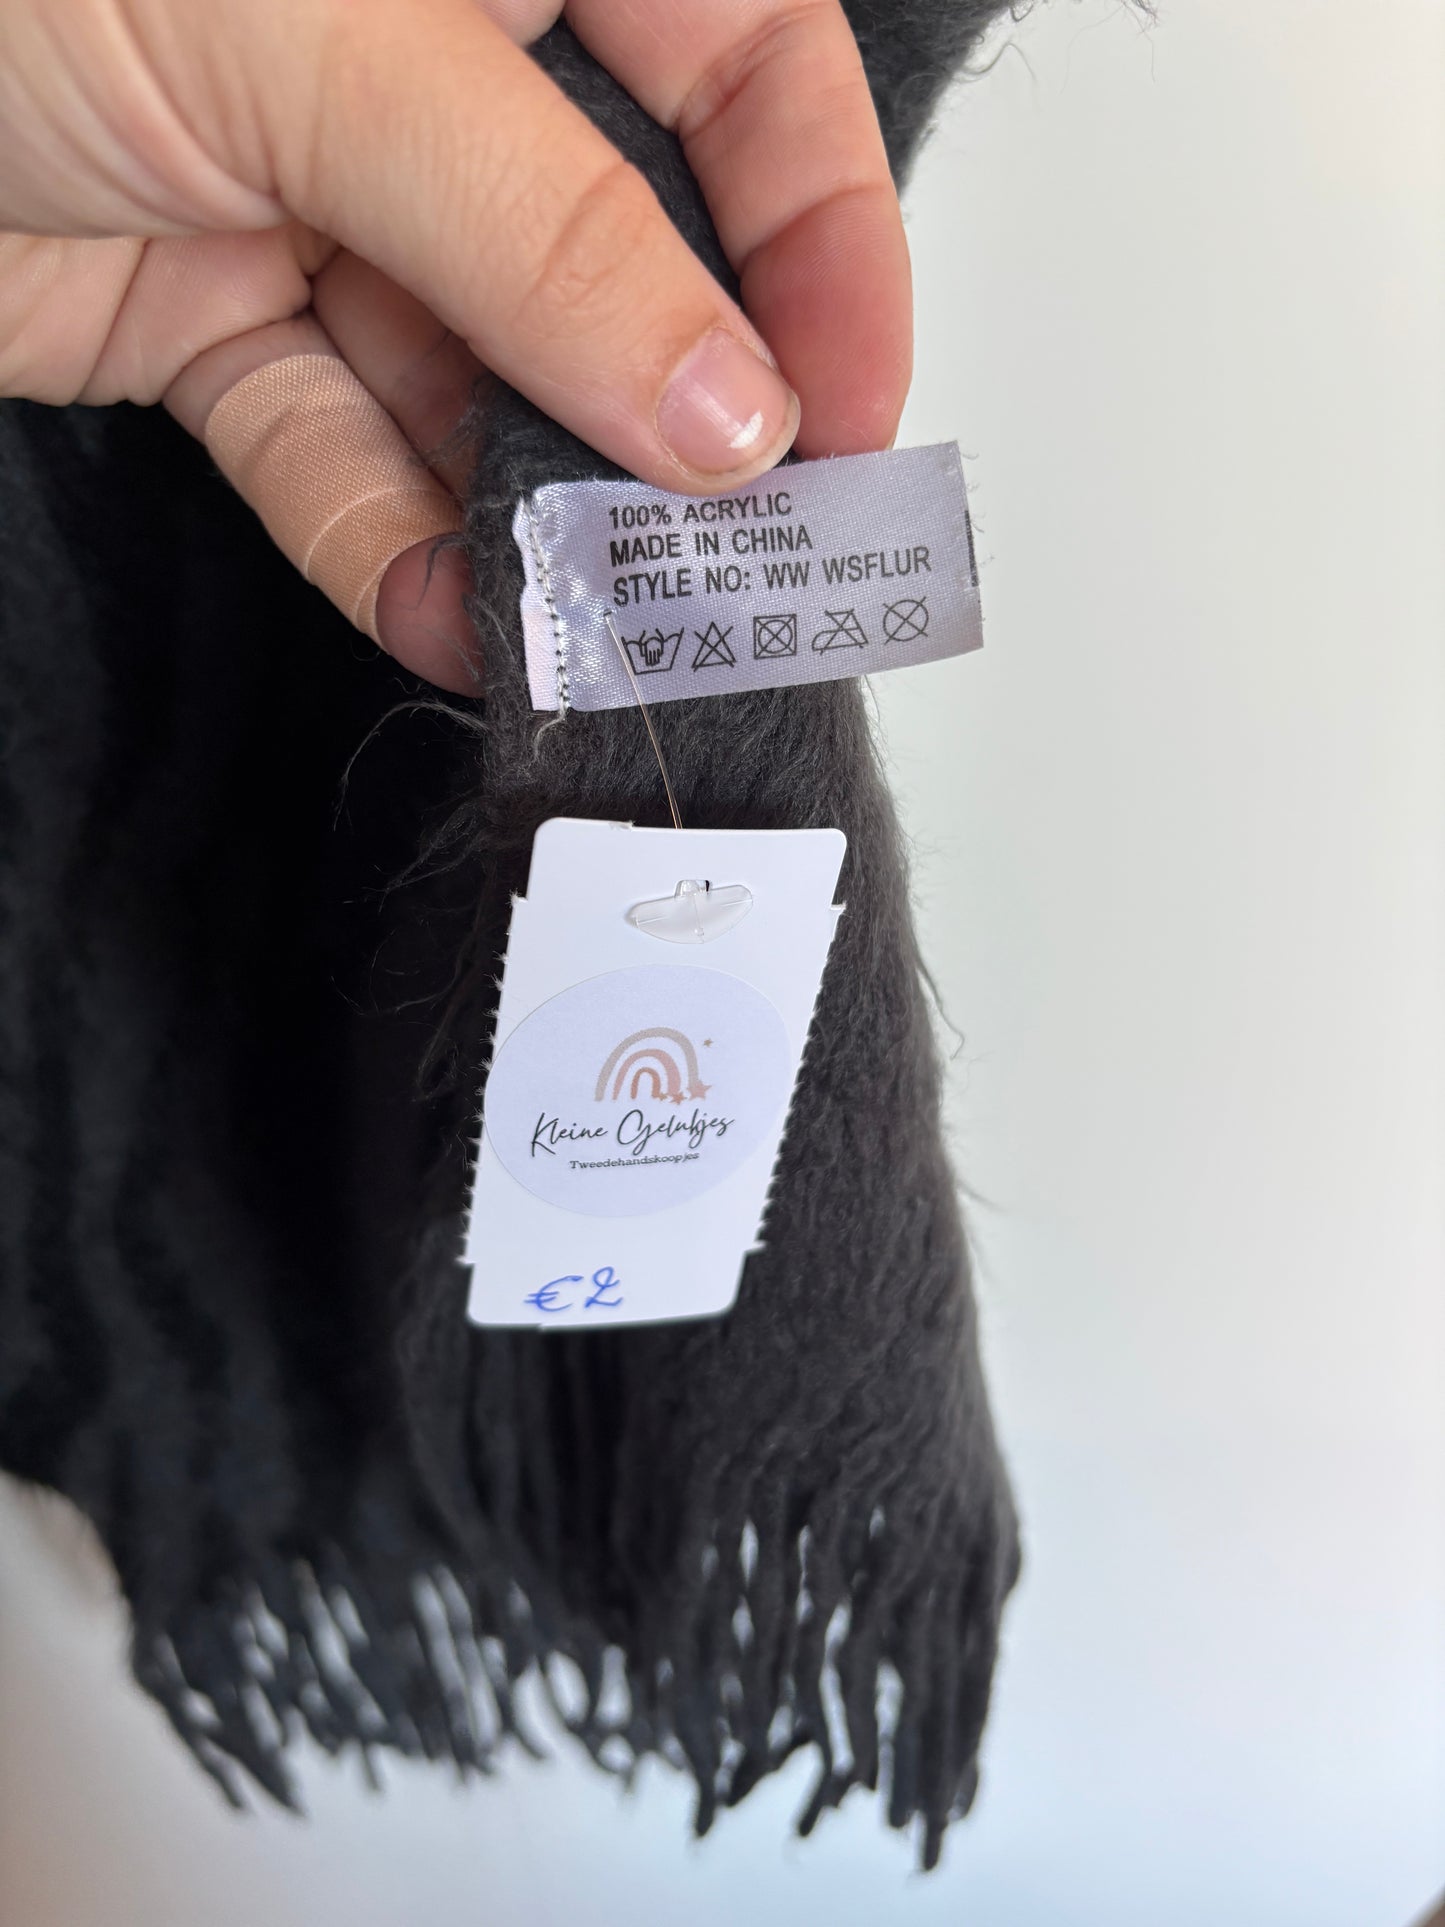 100% ACRYLIC
MADE IN CHINA
STYLE NO: WW WSFLUR
Kleine Gelukjes
Tweedehandskoopjes
€2